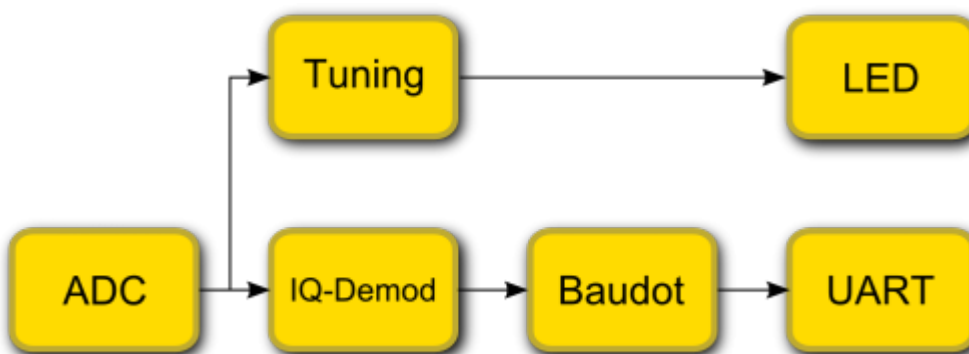 Tuning
LED
ADC
IQ-Demod
Baudot
UART